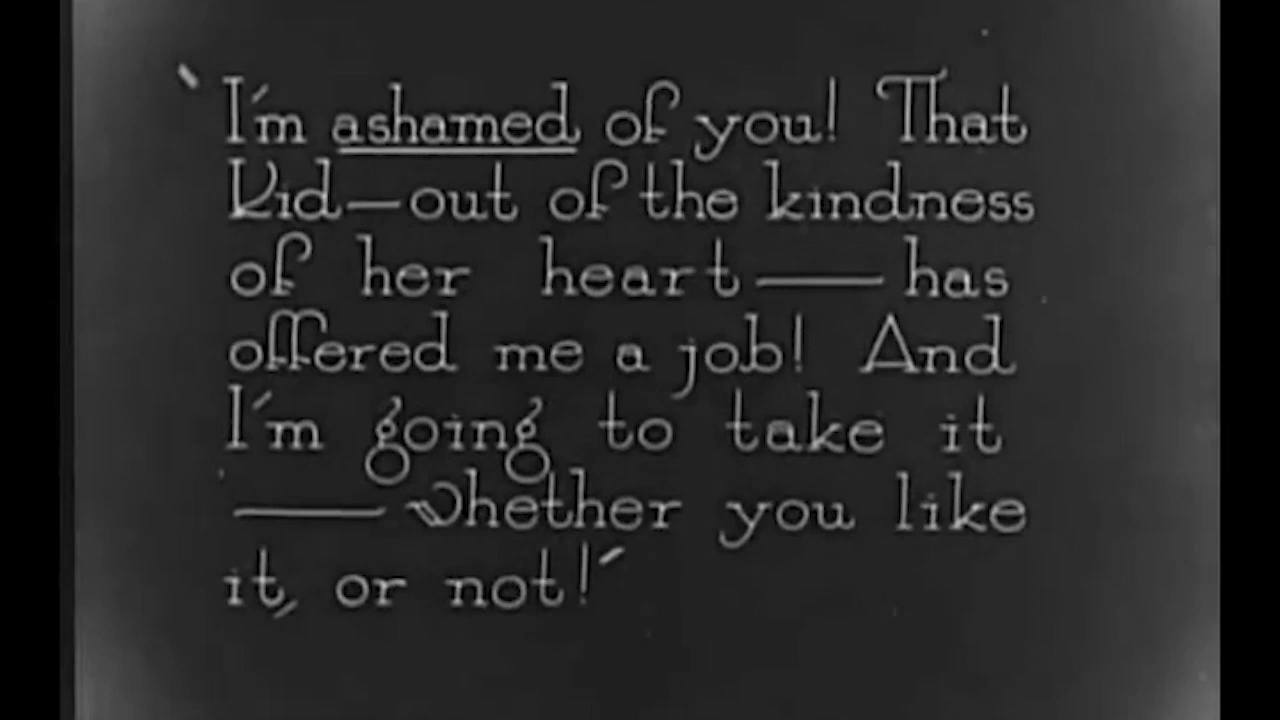 ‵I'm ashamed of you! That
Kid—out of the kindness
of her heart—has
offered me a job! And
I'm going to take it
—whether you like
it, or not!′